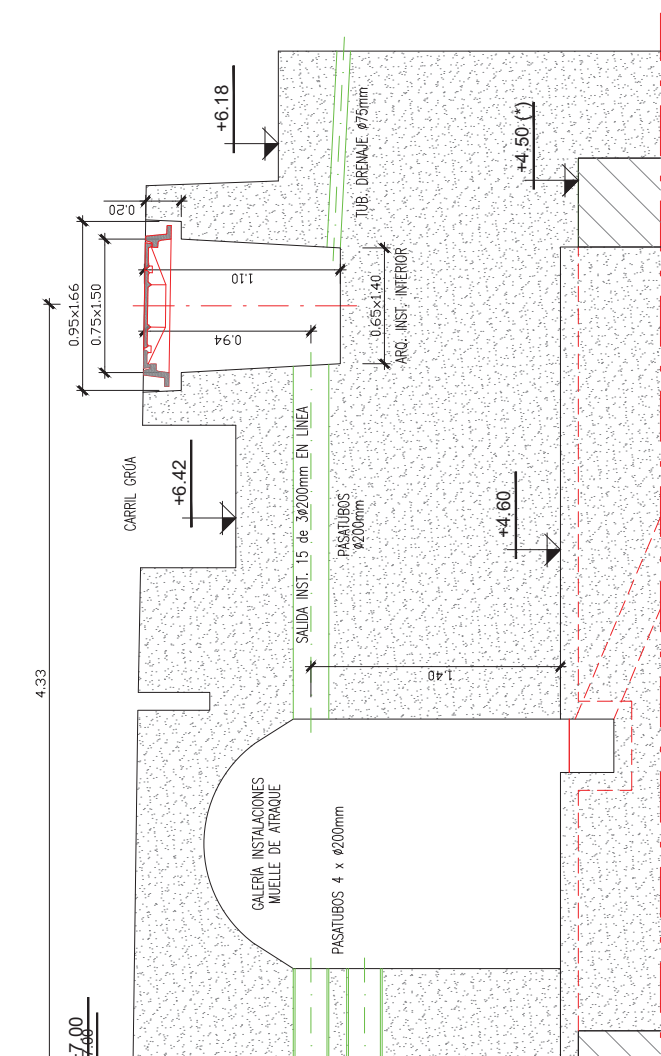 +6.18
+4.50 (*)
TUB. DRENAJE. ø75mm
0.20
0.95x1.66
0.75x1.50
1.10
0.94
0.65x1.40
ARQ. INST. INTERIOR
CARRIL GRÚA
+6.42
SALIDA INST. 15 de 3Ø200mm EN LÍNEA
PASATUBOS
Ø200mm
+4.60
4.33
1.40
GALERÍA INSTALACIONES
MUELLE DE ATRAQUE
PASATUBOS 4 x Ø200mm
7.00
7.00